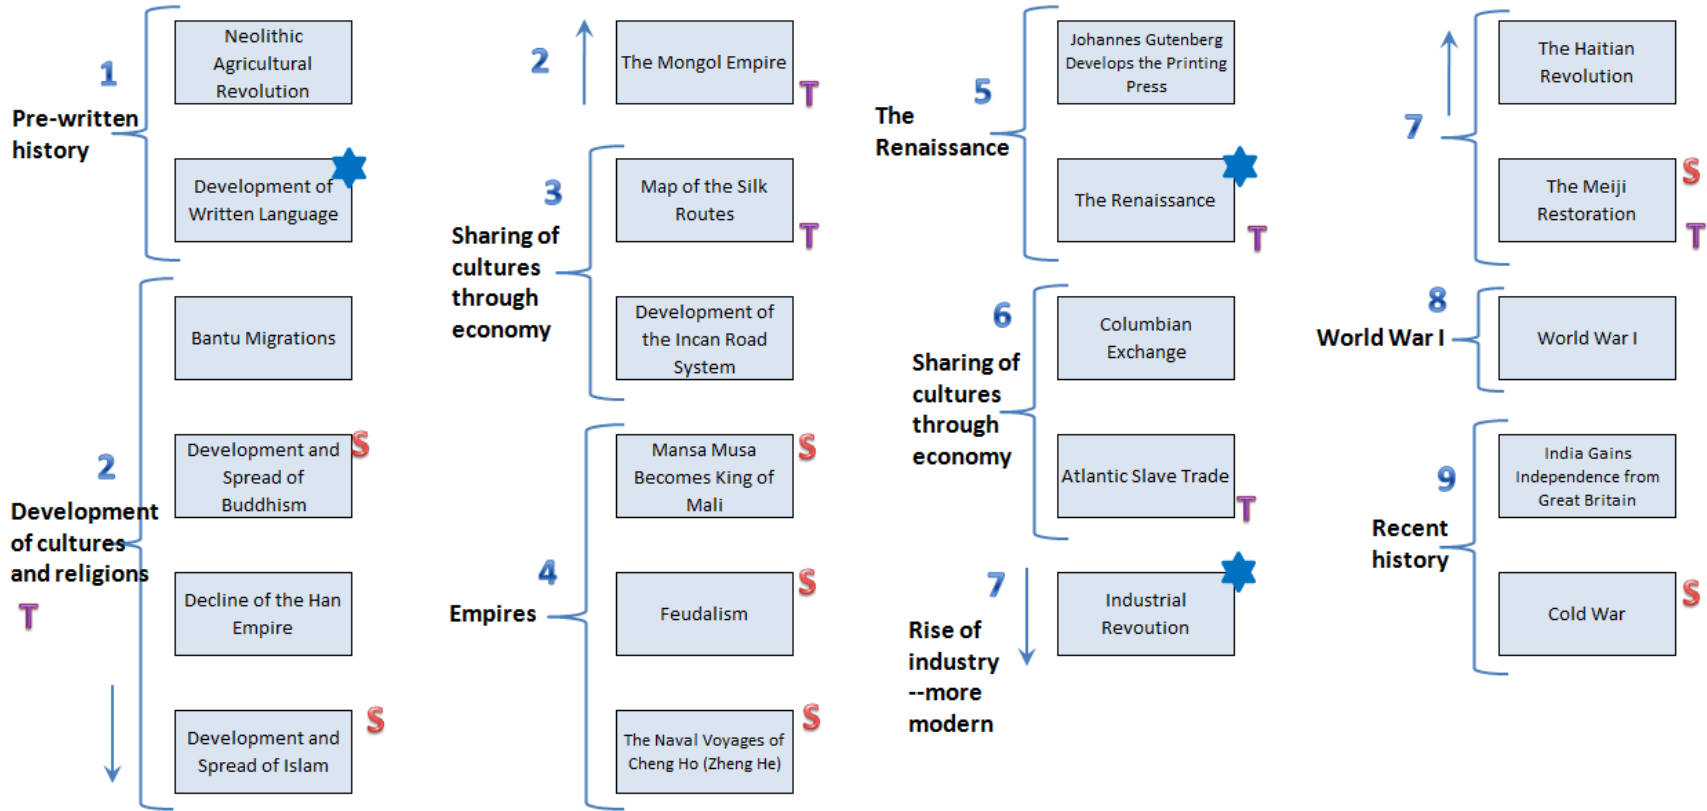 1
Pre-written
history
Neolithic
Agricultural
Revolution
Development of
Written Language
2
Development
of cultures
and religions
T
Bantu Migrations
Development and
Spread of
Buddhism
S
Decline of the Han
Empire
Development and
Spread of Islam
S
2
The Mongol Empire
T
3
Sharing of
cultures
through
economy
Map of the Silk
Routes
T
Development of
the Incan Road
System
4
Empires
Mansa Musa
Becomes King of
Mali
S
Feudalism
S
The Naval Voyages of
Cheng Ho (Zheng He)
S
5
The
Renaissance
Johannes Gutenberg
Develops the Printing
Press
The Renaissance
T
6
Sharing of
cultures
through
economy
Columbian
Exchange
Atlantic Slave Trade
T
7
Rise of
industry
--more
modern
Industrial
Revoution
7
The Haitian
Revolution
The Meiji
Restoration
S
T
8
World War I
World War I
9
Recent
history
India Gains
Independence from
Great Britain
Cold War
S